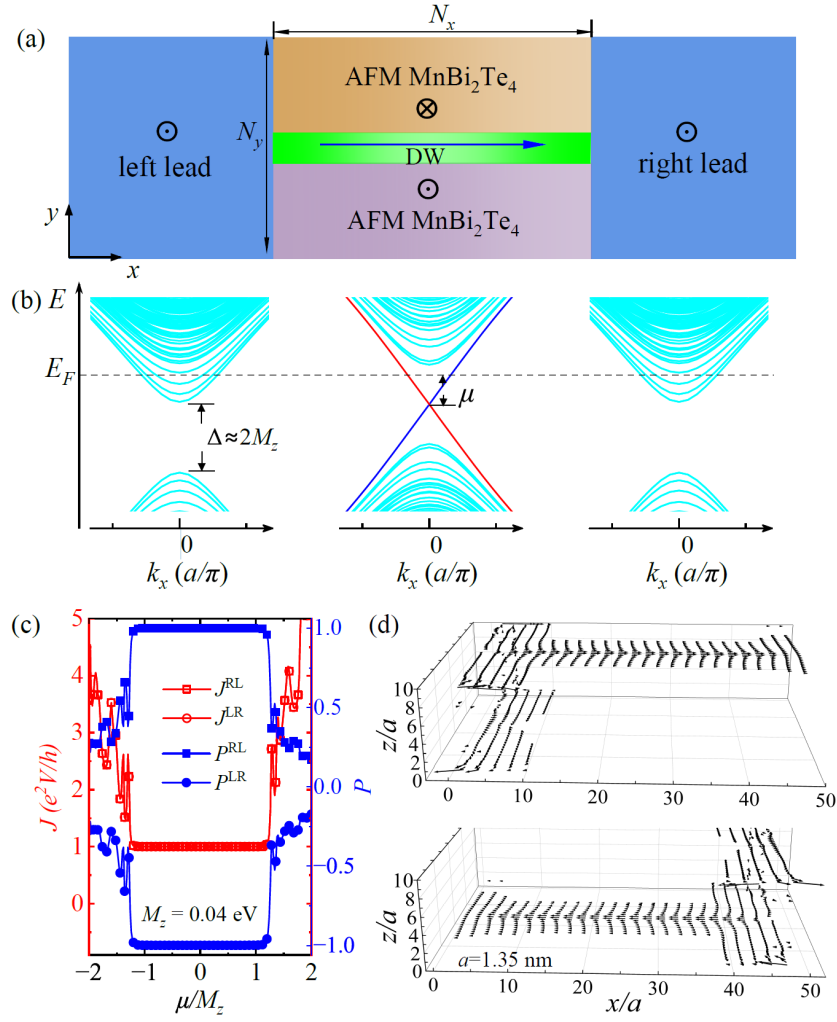 (a)
N_x
AFM MnBi₂Te₄
⊗
N_y
⊙
left lead
DW
⊙
right lead
⊙
AFM MnBi₂Te₄
y
x
(b)
E
E_F
μ
Δ≈2M_z
0
0
0
k_x (a/π)
k_x (a/π)
k_x (a/π)
(c)
5
4
3
2
1
0
J (e²V/h)
J^RL
J^LR
P^RL
P^LR
M_z = 0.04 eV
1.0
0.5
0.0
−0.5
−1.0
P
−2
−1
0
1
2
μ/M_z
(d)
10
8
6
4
2
0
z/a
0
10
20
30
40
50
10
8
6
4
2
0
z/a
a=1.35 nm
0
10
20
30
40
50
x/a